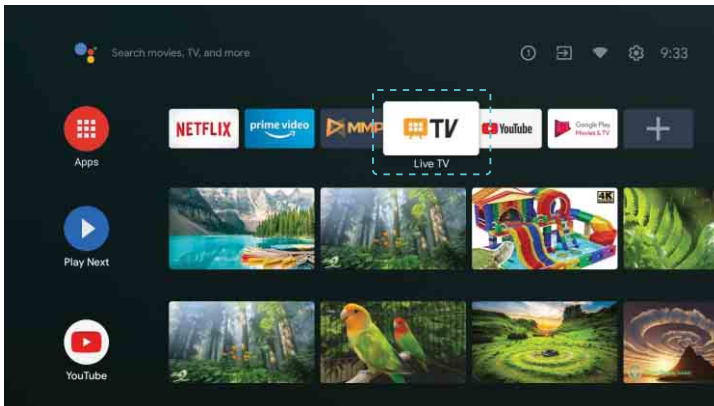 Search movies, TV, and more
1
9:33
Apps
NETFLIX
prime video
MMP
TV
YouTube
Google Play
Movies & TV
Live TV
Play Next
4K
YouTube